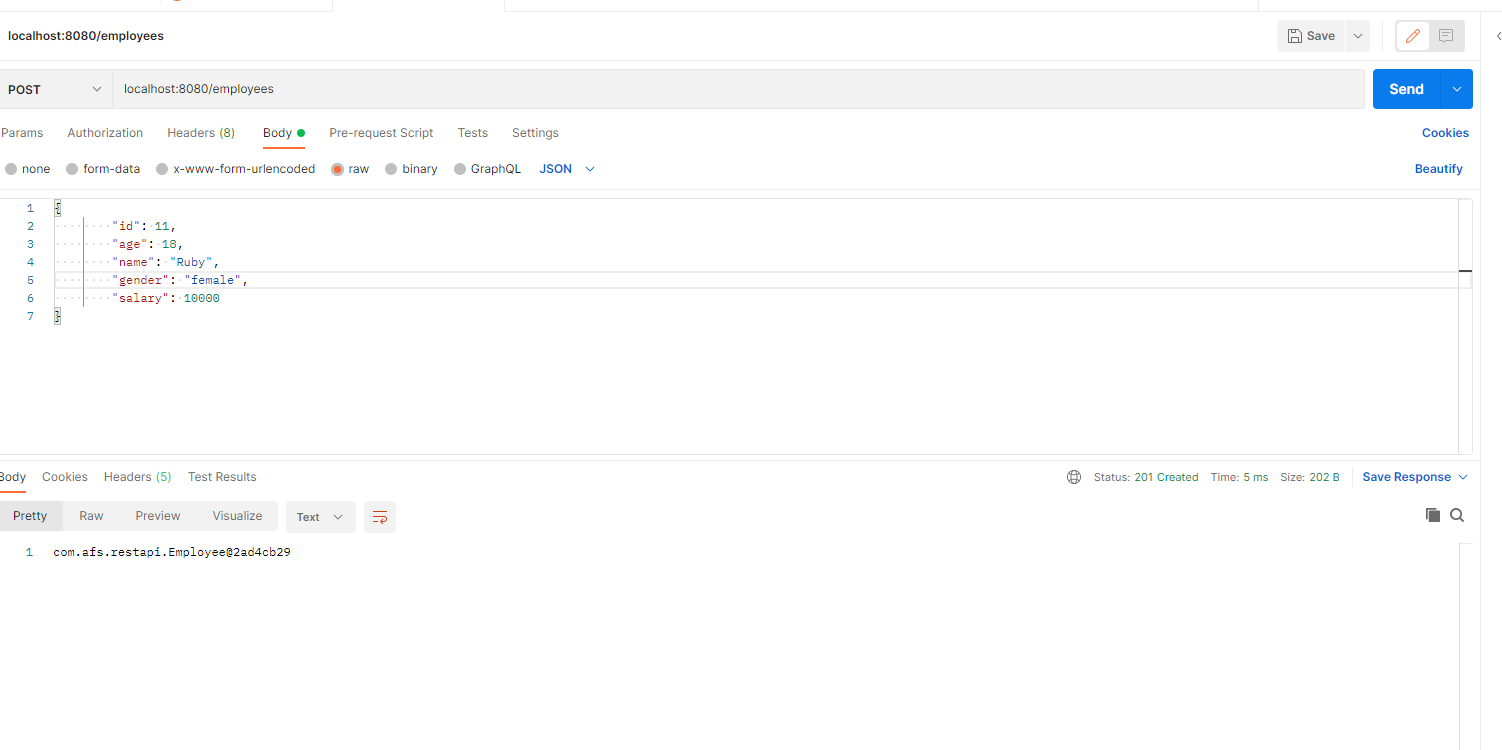 localhost:8080/employees
Save
POST localhost:8080/employees Send
Params Authorization Headers (8) Body Pre-request Script Tests Settings Cookies
none form-data x-www-form-urlencoded raw binary GraphQL JSON Beautify
1 {
2 "id": 11,
3 "age": 18,
4 "name": "Ruby",
5 "gender": "female",
6 "salary": 10000
7 }
Body Cookies Headers (5) Test Results Status: 201 Created Time: 5 ms Size: 202 B Save Response
Pretty Raw Preview Visualize Text
1 com.afs.restapi.Employee@2ad4cb29